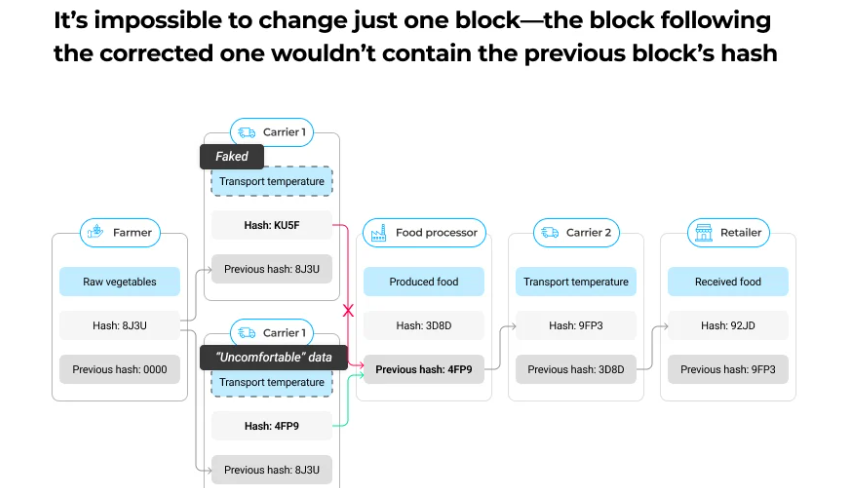 It’s impossible to change just one block—the block following
the corrected one wouldn’t contain the previous block’s hash
Carrier 1
Faked
Transport temperature
Hash: KU5F
Previous hash: 8J3U
Farmer
Raw vegetables
Hash: 8J3U
Previous hash: 0000
Carrier 1
“Uncomfortable” data
Transport temperature
Hash: 4FP9
Previous hash: 8J3U
Food processor
Produced food
Hash: 3D8D
Previous hash: 4FP9
Carrier 2
Transport temperature
Hash: 9FP3
Previous hash: 3D8D
Retailer
Received food
Hash: 92JD
Previous hash: 9FP3